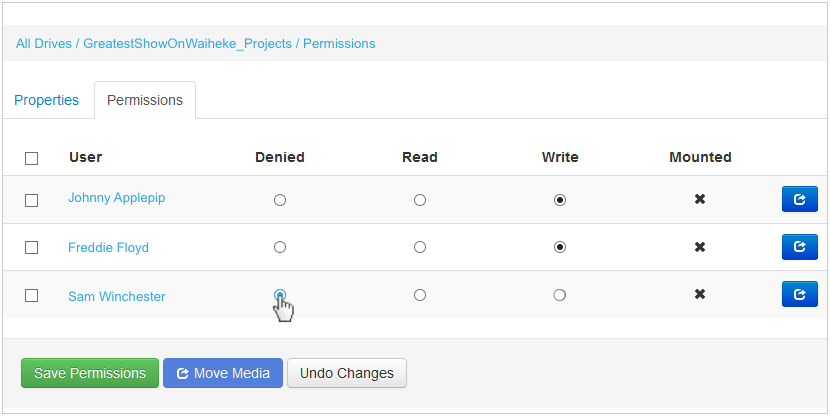 All Drives / GreatestShowOnWaiheke_Projects / Permissions
Properties Permissions
User Denied Read Write Mounted
Johnny Applepip
Freddie Floyd
Sam Winchester
Save Permissions Move Media Undo Changes